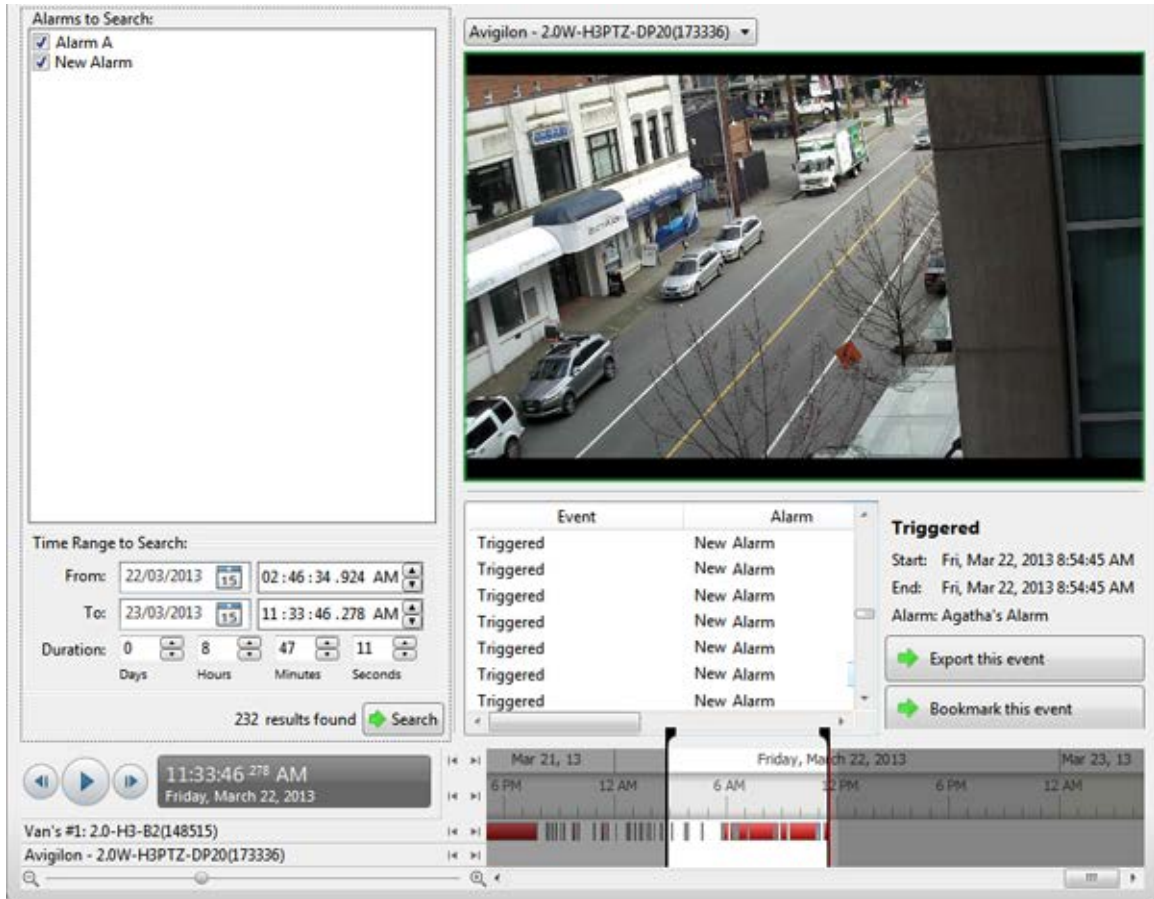 Alarms to Search:
Alarm A
New Alarm
Time Range to Search:
From: 22/03/2013 15 02:46:34.924 AM
To: 23/03/2013 15 11:33:46.278 AM
Duration: 0 8 47 11
Days Hours Minutes Seconds
232 results found Search
Avigilon - 2.0W-H3PTZ-DP20(173336)
Event Alarm
Triggered New Alarm
Triggered New Alarm
Triggered New Alarm
Triggered New Alarm
Triggered New Alarm
Triggered New Alarm
Triggered New Alarm
Triggered
Start: Fri, Mar 22, 2013 8:54:45 AM
End: Fri, Mar 22, 2013 8:54:45 AM
Alarm: Agatha's Alarm
Export this event
Bookmark this event
11:33:46 278 AM
Friday, March 22, 2013
Mar 21, 13 Friday, March 22, 2013 Mar 23, 13
6 PM 12 AM 6 AM 12 PM 6 PM 12 AM
Van's #1: 2.0-H3-B2(148515)
Avigilon - 2.0W-H3PTZ-DP20(173336)